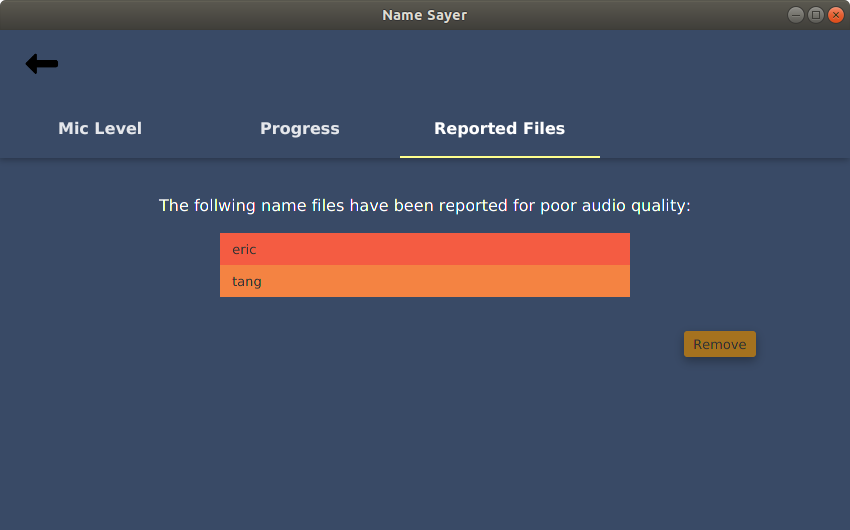 Name Sayer
Mic Level
Progress
Reported Files
The follwing name files have been reported for poor audio quality:
eric
tang
Remove